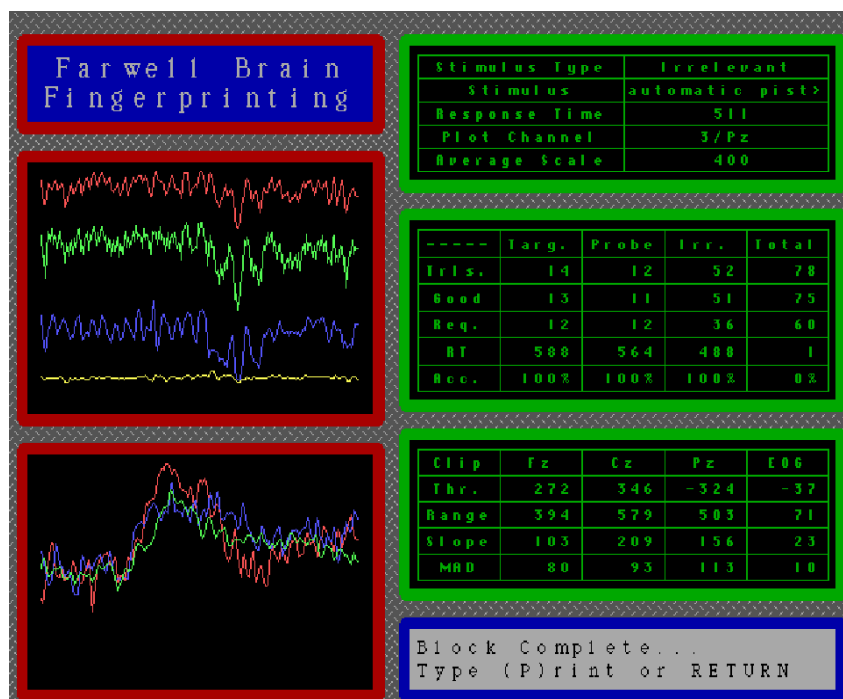 Farwell Brain
Fingerprinting
Stimulus Type Irrelevant
Stimulus automatic pist>
Response Time 511
Plot Channel 3/Pz
Average Scale 400
----- Targ. Probe Irr. Total
Trls. 14 12 52 78
Good 13 11 51 75
Req. 12 12 36 60
RT 588 564 488 1
Acc. 100% 100% 100% 0%
Clip Fz Cz Pz EOG
Thr. 272 346 -324 -37
Range 394 579 503 71
Slope 103 209 156 23
MAD 80 93 113 10
Block Complete...
Type (P)rint or RETURN